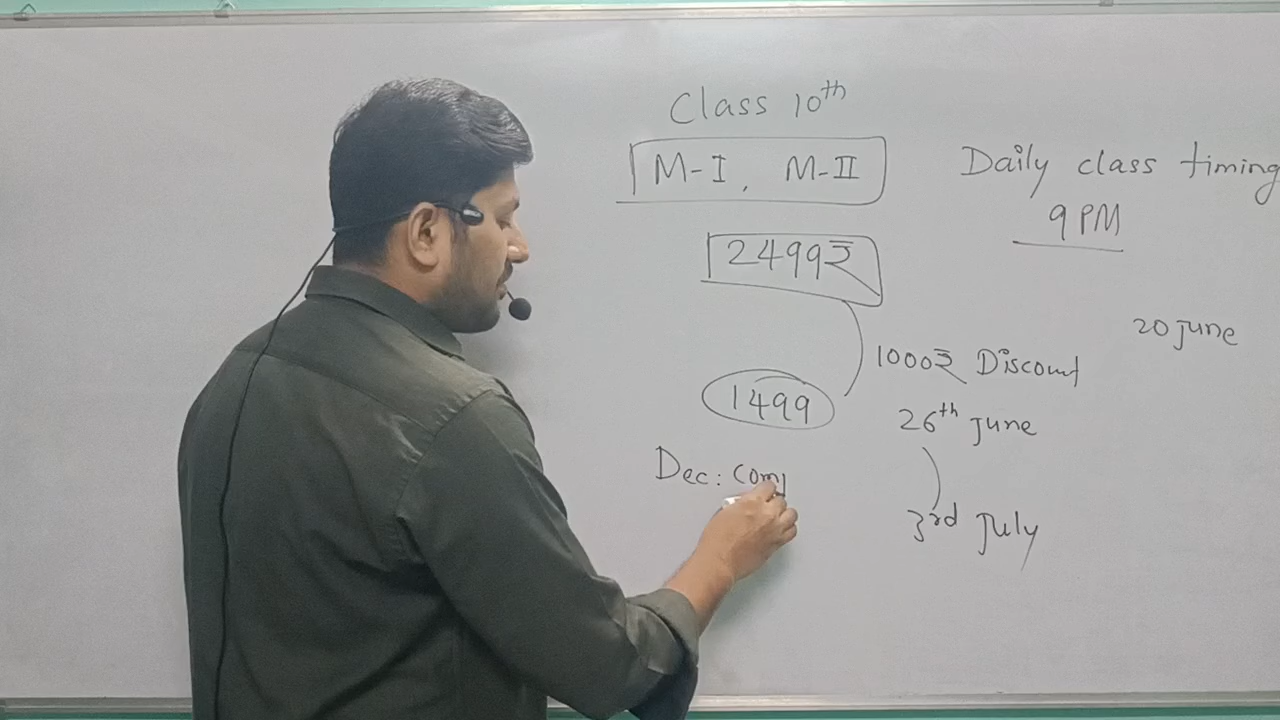 Class 10th
M-I, M-II
2499₹
Daily class timing
9 PM
20 June
1000₹ Discount
1499
26th June
3rd July
Dec: Com